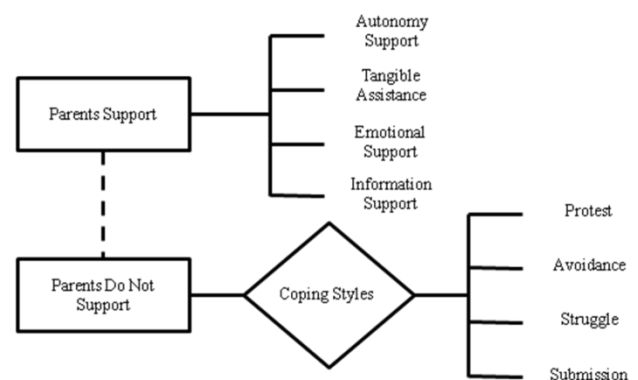 Autonomy
Support
Tangible
Assistance
Parents Support
Emotional
Support
Information
Support
Parents Do Not
Support
Coping Styles
Protest
Avoidance
Struggle
Submission